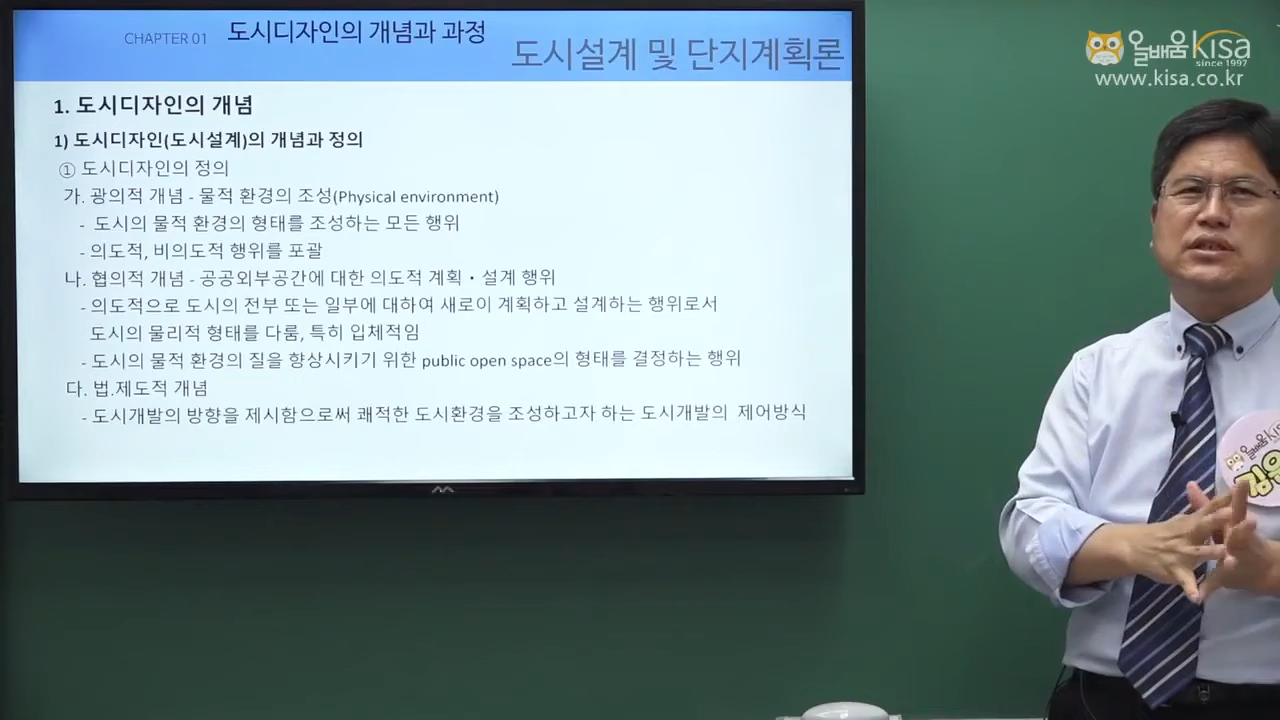 CHAPTER 01 도시디자인의 개념과 과정
도시설계 및 단지계획론
1. 도시디자인의 개념
1) 도시디자인(도시설계)의 개념과 정의
① 도시디자인의 정의
가. 광의적 개념 - 물적 환경의 조성(Physical environment)
- 도시의 물적 환경의 형태를 조성하는 모든 행위
- 의도적, 비의도적 행위를 포괄
나. 협의적 개념 - 공공외부공간에 대한 의도적 계획・설계 행위
- 의도적으로 도시의 전부 또는 일부에 대하여 새로이 계획하고 설계하는 행위로서
도시의 물리적 형태를 다룸, 특히 입체적임
- 도시의 물적 환경의 질을 향상시키기 위한 public open space의 형태를 결정하는 행위
다. 법.제도적 개념
- 도시개발의 방향을 제시함으로써 쾌적한 도시환경을 조성하고자 하는 도시개발의 제어방식
올배움 kisa
since 1997
www.kisa.co.kr
올배움